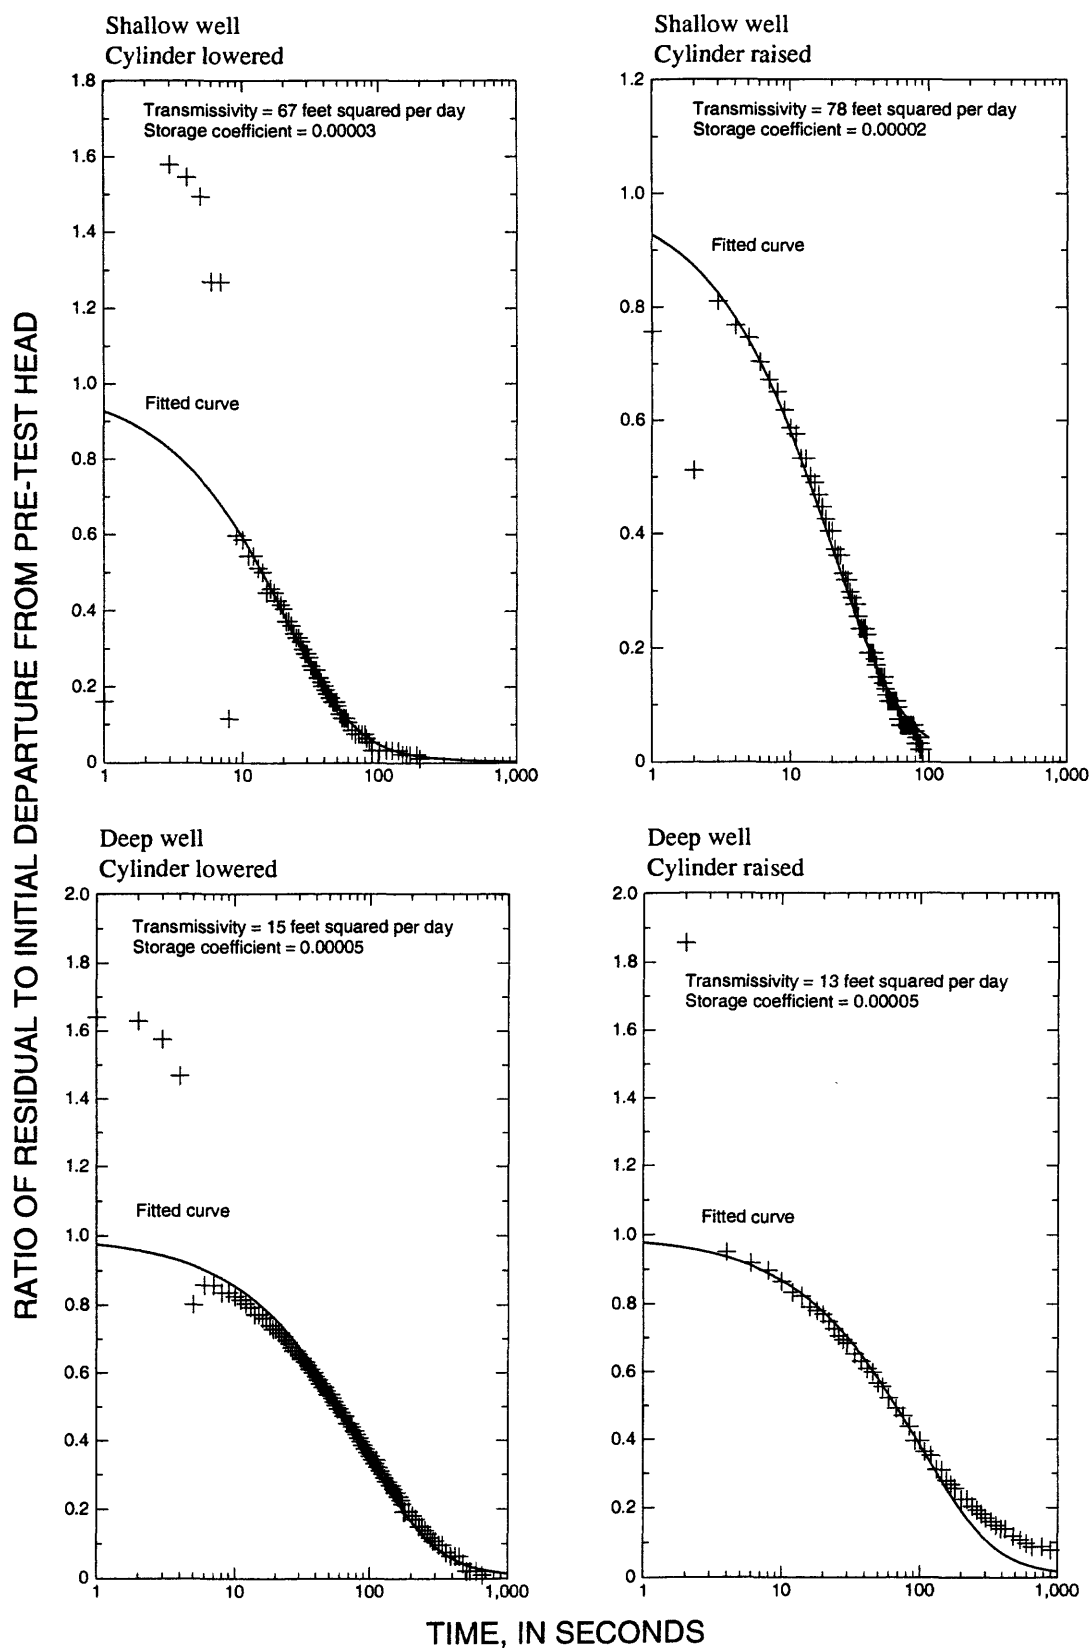 Shallow well
Cylinder lowered
Transmissivity = 67 feet squared per day
Storage coefficient = 0.00003
Fitted curve
1.8
1.6
1.4
1.2
1.0
0.8
0.6
0.4
0.2
0
1
10
100
1,000
Shallow well
Cylinder raised
Transmissivity = 78 feet squared per day
Storage coefficient = 0.00002
Fitted curve
1.2
1.0
0.8
0.6
0.4
0.2
0
1
10
100
1,000
Deep well
Cylinder lowered
Transmissivity = 15 feet squared per day
Storage coefficient = 0.00005
Fitted curve
2.0
1.8
1.6
1.4
1.2
1.0
0.8
0.6
0.4
0.2
0
1
10
100
1,000
Deep well
Cylinder raised
Transmissivity = 13 feet squared per day
Storage coefficient = 0.00005
Fitted curve
2.0
1.8
1.6
1.4
1.2
1.0
0.8
0.6
0.4
0.2
0
1
10
100
1,000
RATIO OF RESIDUAL TO INITIAL DEPARTURE FROM PRE-TEST HEAD
TIME, IN SECONDS